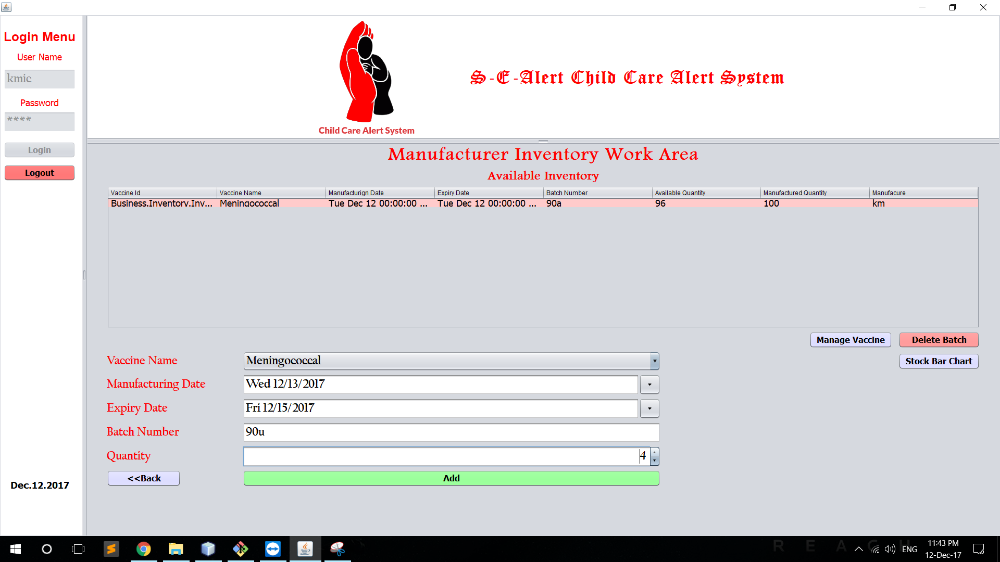 Login Menu
User Name
kmic
Password
****
Login
Logout
Dec.12.2017
Child Care Alert System
S-E-Alert Child Care Alert System
Manufacturer Inventory Work Area
Available Inventory
Vaccine Id Vaccine Name Manufacturign Date Expiry Date Batch Number Available Quantity Manufactured Quantity Manufacure
Business.Inventory.Inv... Meningococcal Tue Dec 12 00:00:00 ... Tue Dec 12 00:00:00 ... 90a 96 100 km
Manage Vaccine Delete Batch
Stock Bar Chart
Vaccine Name Meningococcal
Manufacturing Date Wed 12/13/2017
Expiry Date Fri 12/15/2017
Batch Number 90u
Quantity 4
<<Back Add
R E A C H
ENG
11:43 PM
12-Dec-17